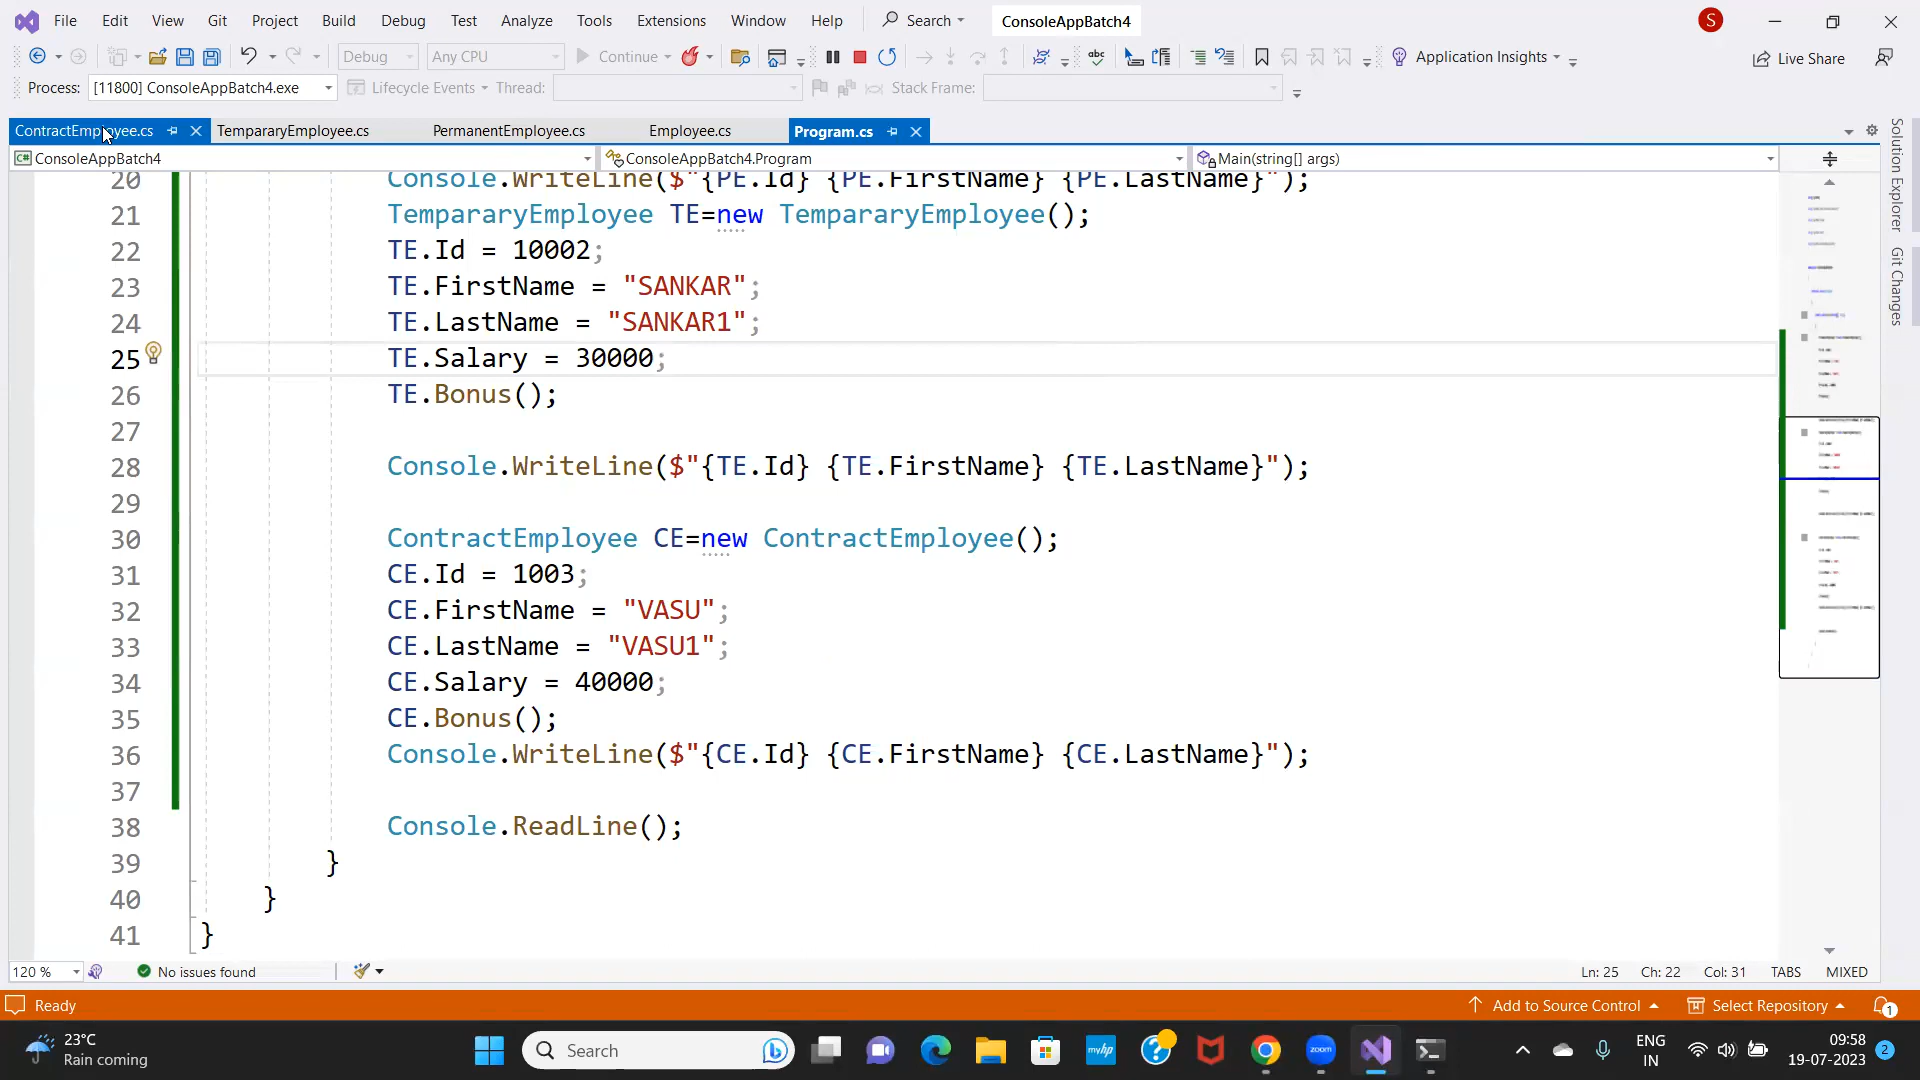 File Edit View Git Project Build Debug Test Analyze Tools Extensions Window Help Search ConsoleAppBatch4 S
Debug Any CPU Continue abc Application Insights Live Share
Process: [11800] ConsoleAppBatch4.exe Lifecycle Events Thread: Stack Frame:
ContractEmployee.cs TempararyEmployee.cs PermanentEmployee.cs Employee.cs Program.cs
C# ConsoleAppBatch4 ConsoleAppBatch4.Program Main(string[] args)
20 Console.WriteLine($"{PE.Id} {PE.FirstName} {PE.LastName}");
21 TempararyEmployee TE=new TempararyEmployee();
22 TE.Id = 10002;
23 TE.FirstName = "SANKAR";
24 TE.LastName = "SANKAR1";
25 TE.Salary = 30000;
26 TE.Bonus();
27
28 Console.WriteLine($"{TE.Id} {TE.FirstName} {TE.LastName}");
29
30 ContractEmployee CE=new ContractEmployee();
31 CE.Id = 1003;
32 CE.FirstName = "VASU";
33 CE.LastName = "VASU1";
34 CE.Salary = 40000;
35 CE.Bonus();
36 Console.WriteLine($"{CE.Id} {CE.FirstName} {CE.LastName}");
37
38 Console.ReadLine();
39 }
40 }
41 }
Solution Explorer
Git Changes
120 % No issues found Ln: 25 Ch: 22 Col: 31 TABS MIXED
Ready Add to Source Control Select Repository 1
23°C
Rain coming
Search
myhp
zoom
ENG
IN
09:58
19-07-2023
2